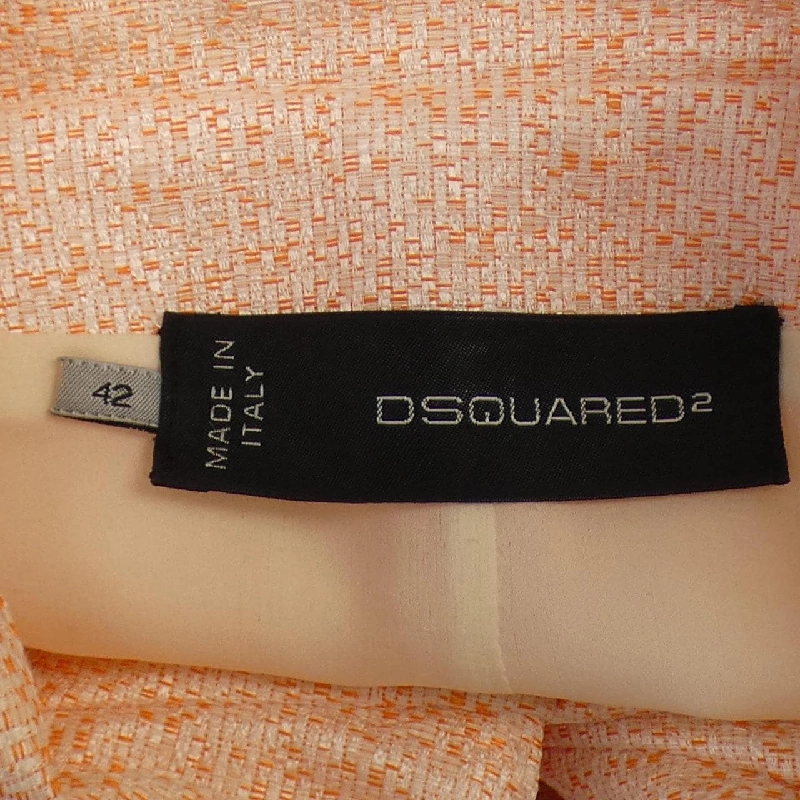 42
MADE IN
ITALY
DSQUARED²